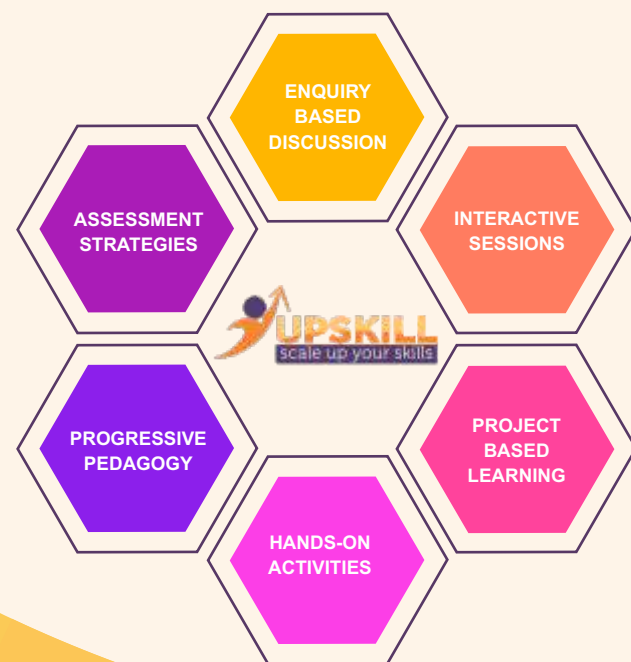 ENQUIRY
BASED
DISCUSSION
ASSESSMENT
STRATEGIES
INTERACTIVE
SESSIONS
UPSKILL
scale up your skills
PROGRESSIVE
PEDAGOGY
PROJECT
BASED
LEARNING
HANDS-ON
ACTIVITIES